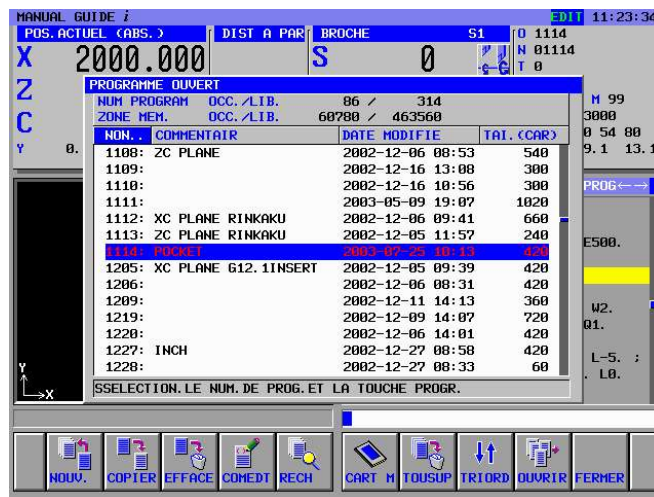 MANUAL GUIDE i EDIT 11:23:34
POS.ACTUEL (ABS.) DIST A PAR BROCHE S1 O 1114
X 2000.000 S 0 N 01114
T 0
Z
C
Y 0.
M 99
3000
0 54 80
9.1 13.1
PROGRAMME OUVERT
NUM PROGRAM OCC./LIB. 86 / 314
ZONE MEM. OCC./LIB. 60780 / 463560
NON.. COMMENTAIR DATE MODIFIE TAI.(CAR)
1108: ZC PLANE 2002-12-06 08:53 540
1109: 2002-12-16 13:08 300
1110: 2002-12-16 10:56 300
1111: 2003-05-09 19:07 1020
1112: XC PLANE RINKAKU 2002-12-06 09:41 660
1113: ZC PLANE RINKAKU 2002-12-05 11:57 240
1114: POCKET 2003-07-25 10:13 420
1205: XC PLANE G12.1INSERT 2002-12-05 09:39 420
1206: 2002-12-06 08:31 420
1209: 2002-12-11 14:13 360
1219: 2002-12-09 14:07 720
1220: 2002-12-06 14:01 420
1227: INCH 2002-12-27 08:58 420
1228: 2002-12-27 08:33 60
SSELECTION.LE NUM.DE PROG.ET LA TOUCHE PROGR.
PROG←→
E500.
W2.
Q1.
L-5. ;
. L0.
Y
X
NOUV. COPIER EFFACE COMEDT RECH CART M TOUSUP TRIORD OUVRIR FERMER